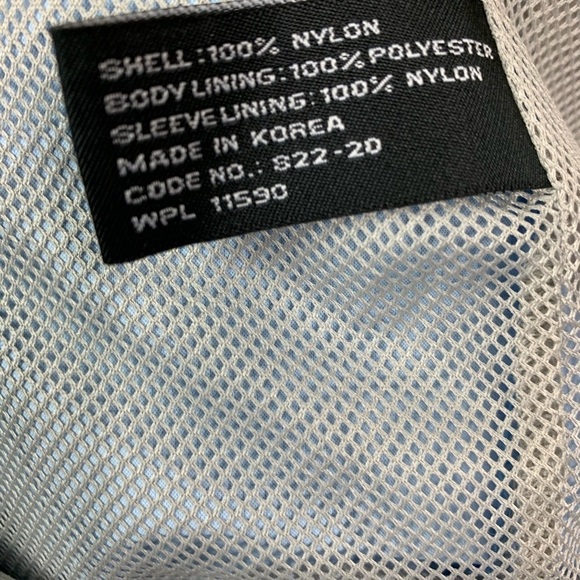 SHELL:100% NYLON
BODY LINING:100% POLYESTER
SLEEVE LINING:100% NYLON
MADE IN KOREA
CODE NO.: S22-20
WPL 11590